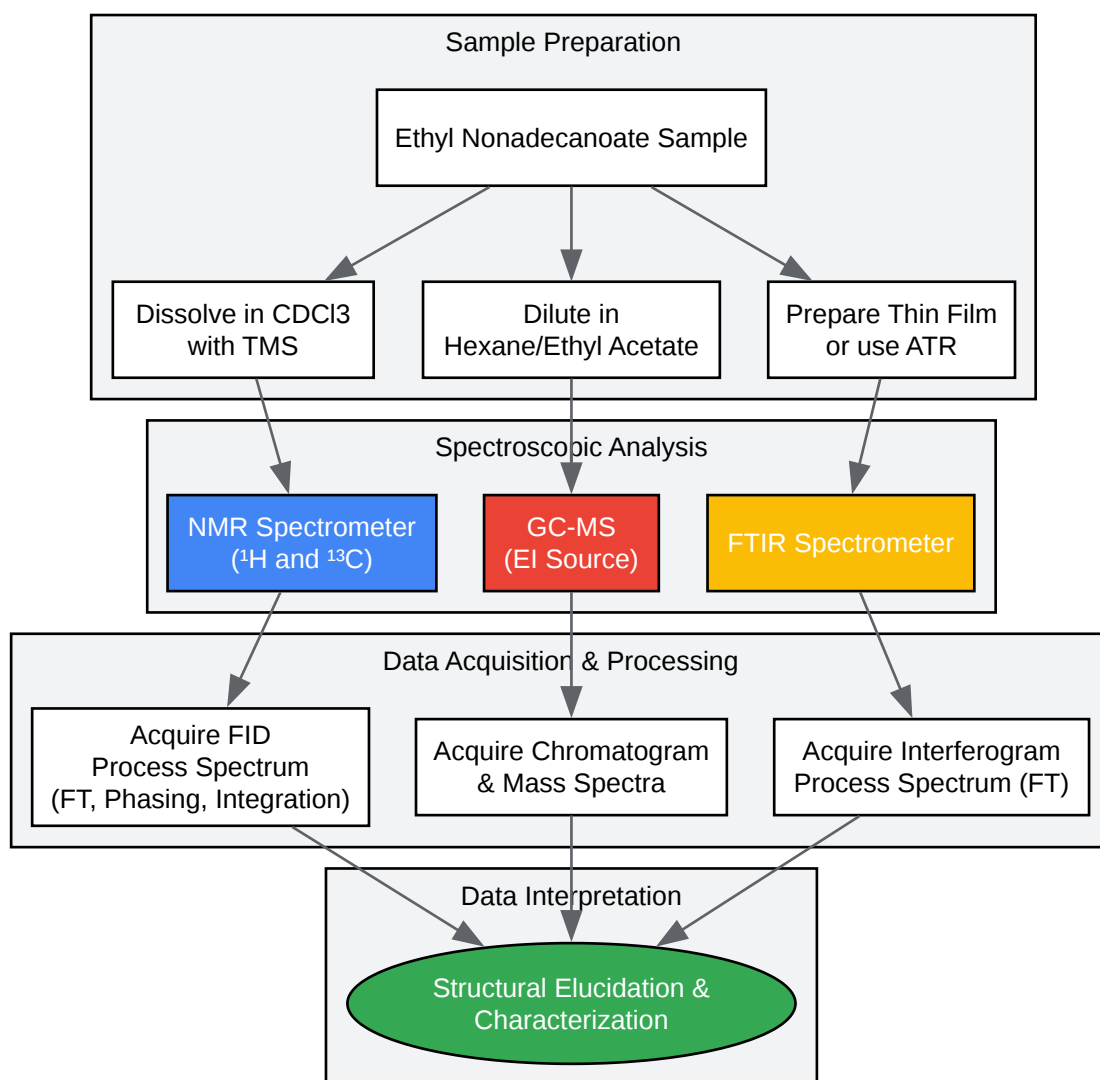 Sample Preparation
Ethyl Nonadecanoate Sample
Dissolve in CDCl3
with TMS
Dilute in
Hexane/Ethyl Acetate
Prepare Thin Film
or use ATR
Spectroscopic Analysis
NMR Spectrometer
(¹H and ¹³C)
GC-MS
(EI Source)
FTIR Spectrometer
Data Acquisition & Processing
Acquire FID
Process Spectrum
(FT, Phasing, Integration)
Acquire Chromatogram
& Mass Spectra
Acquire Interferogram
Process Spectrum (FT)
Data Interpretation
Structural Elucidation &
Characterization